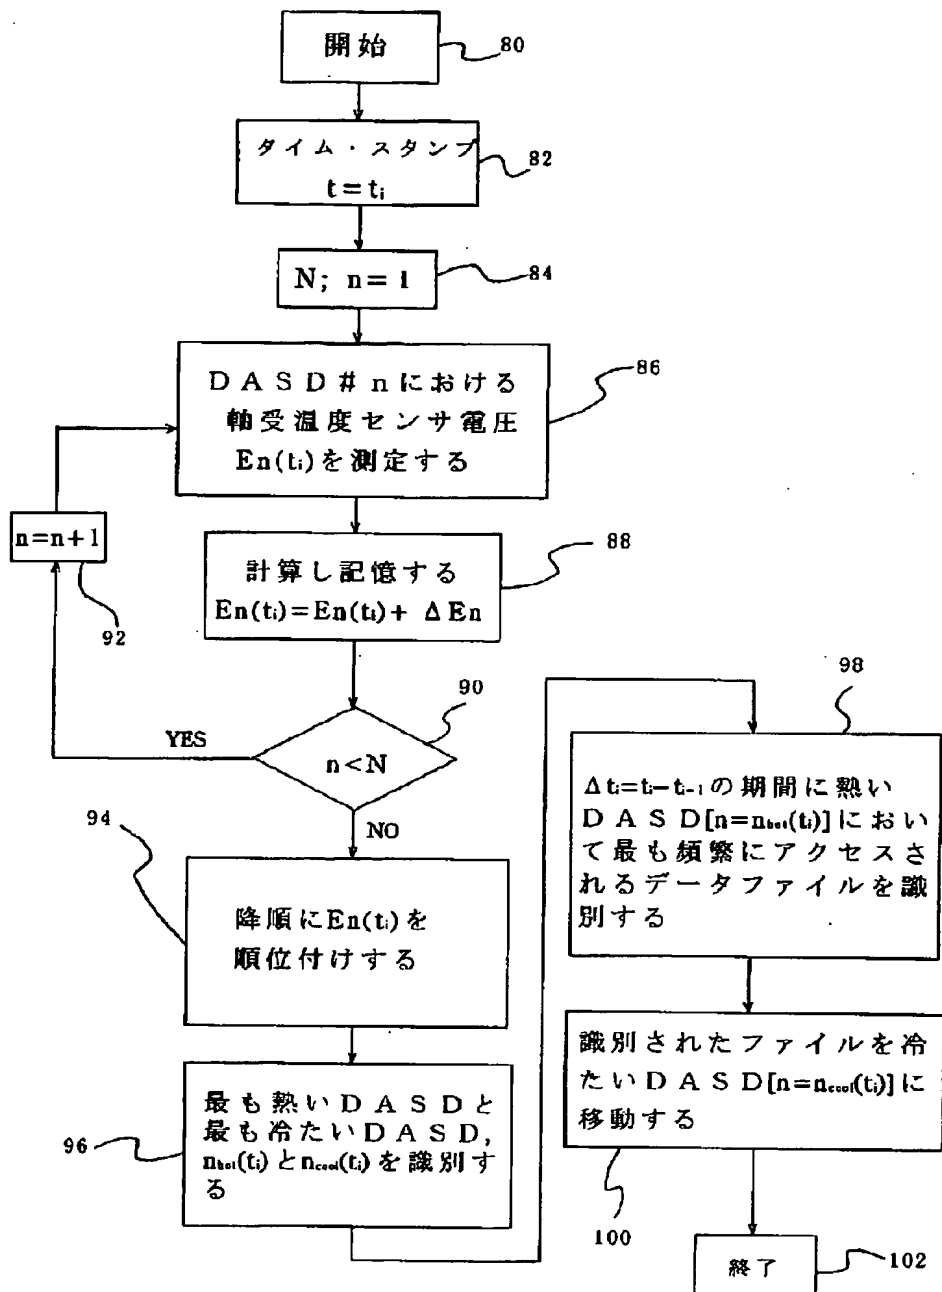 開始
80
タイム・スタンプ
t=ti
82
N; n=1
84
DASD#nにおける
軸受温度センサ電圧
En(ti)を測定する
86
n=n+1
92
計算し記憶する
En(ti)=En(ti)+ΔEn
88
90
YES
n<N
NO
94
降順にEn(ti)を
順位付けする
96
最も熱いDASDと
最も冷たいDASD,
nhot(ti)とncool(ti)を識別す
る
98
Δti=ti-ti-1の期間に熱い
DASD[n=nhot(ti)]におい
て最も頻繁にアクセスさ
れるデータファイルを識
別する
識別されたファイルを冷
たいDASD[n=ncool(ti)]に
移動する
100
終了
102